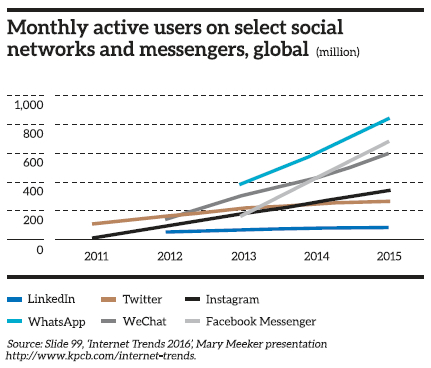 Monthly active users on select social
networks and messengers, global (million)
1,000
800
600
400
200
0
2011 2012 2013 2014 2015
LinkedIn Twitter Instagram
WhatsApp WeChat Facebook Messenger
Source: Slide 99, ‘Internet Trends 2016’, Mary Meeker presentation
http://www.kpcb.com/internet-trends.